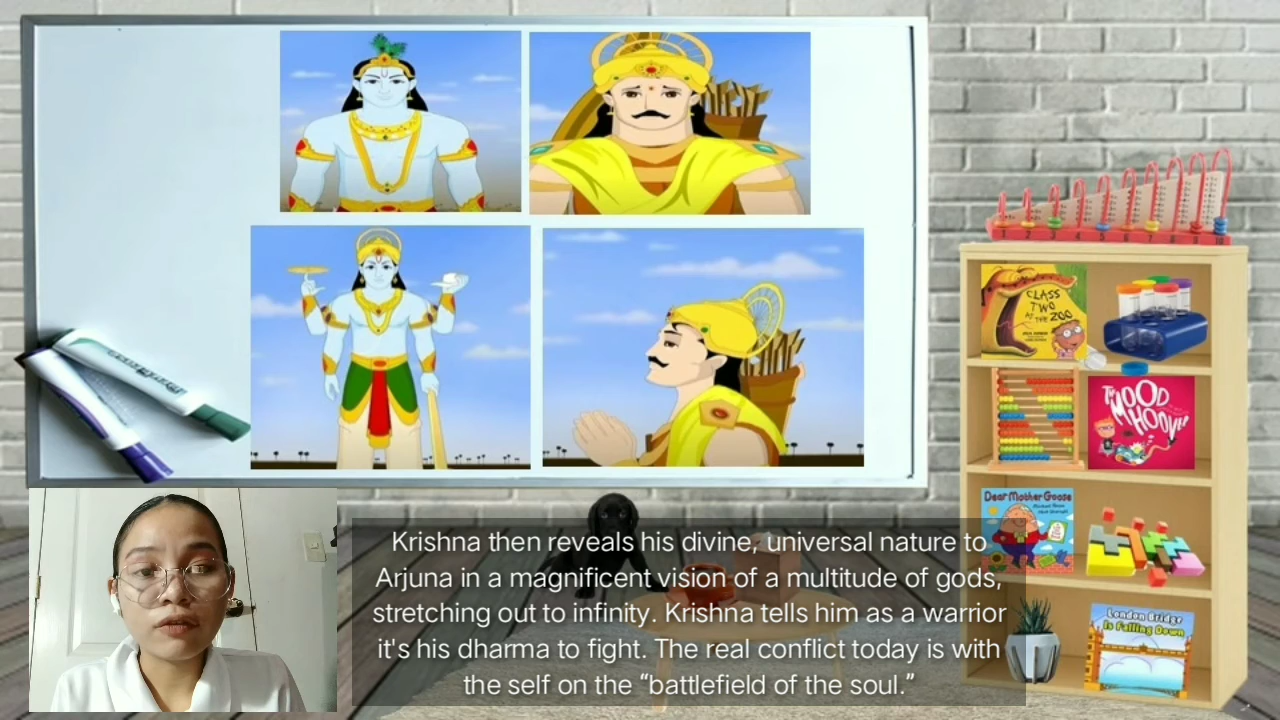 CLASS
TWO
AT THE ZOO
THE
MOOD
HOOVER
Dear Mother Goose
Krishna then reveals his divine, universal nature to
Arjuna in a magnificent vision of a multitude of gods,
stretching out to infinity. Krishna tells him as a warrior
it's his dharma to fight. The real conflict today is with
the self on the “battlefield of the soul.”
London Bridge
Is Falling Down